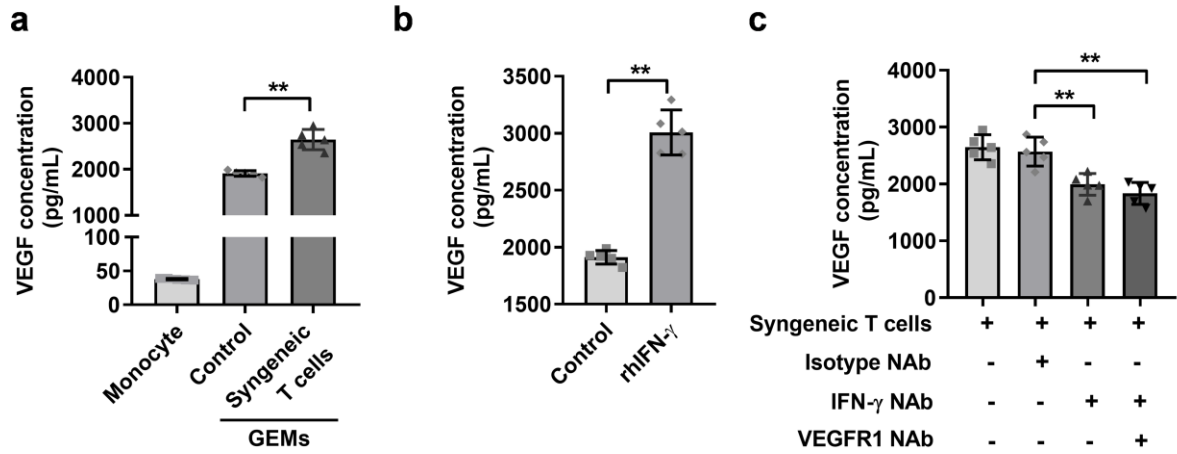 a
VEGF concentration
(pg/mL)
4000
3000
2000
1000
100
50
0
**
Monocyte
Control
Syngeneic
T cells
GEMs
b
VEGF concentration
(pg/mL)
3500
3000
2500
2000
1500
**
Control
rhIFN-γ
c
VEGF concentration
(pg/mL)
4000
3000
2000
1000
0
**
**
Syngeneic T cells + + + +
Isotype NAb - + - -
IFN-γ NAb - - + +
VEGFR1 NAb - - - +